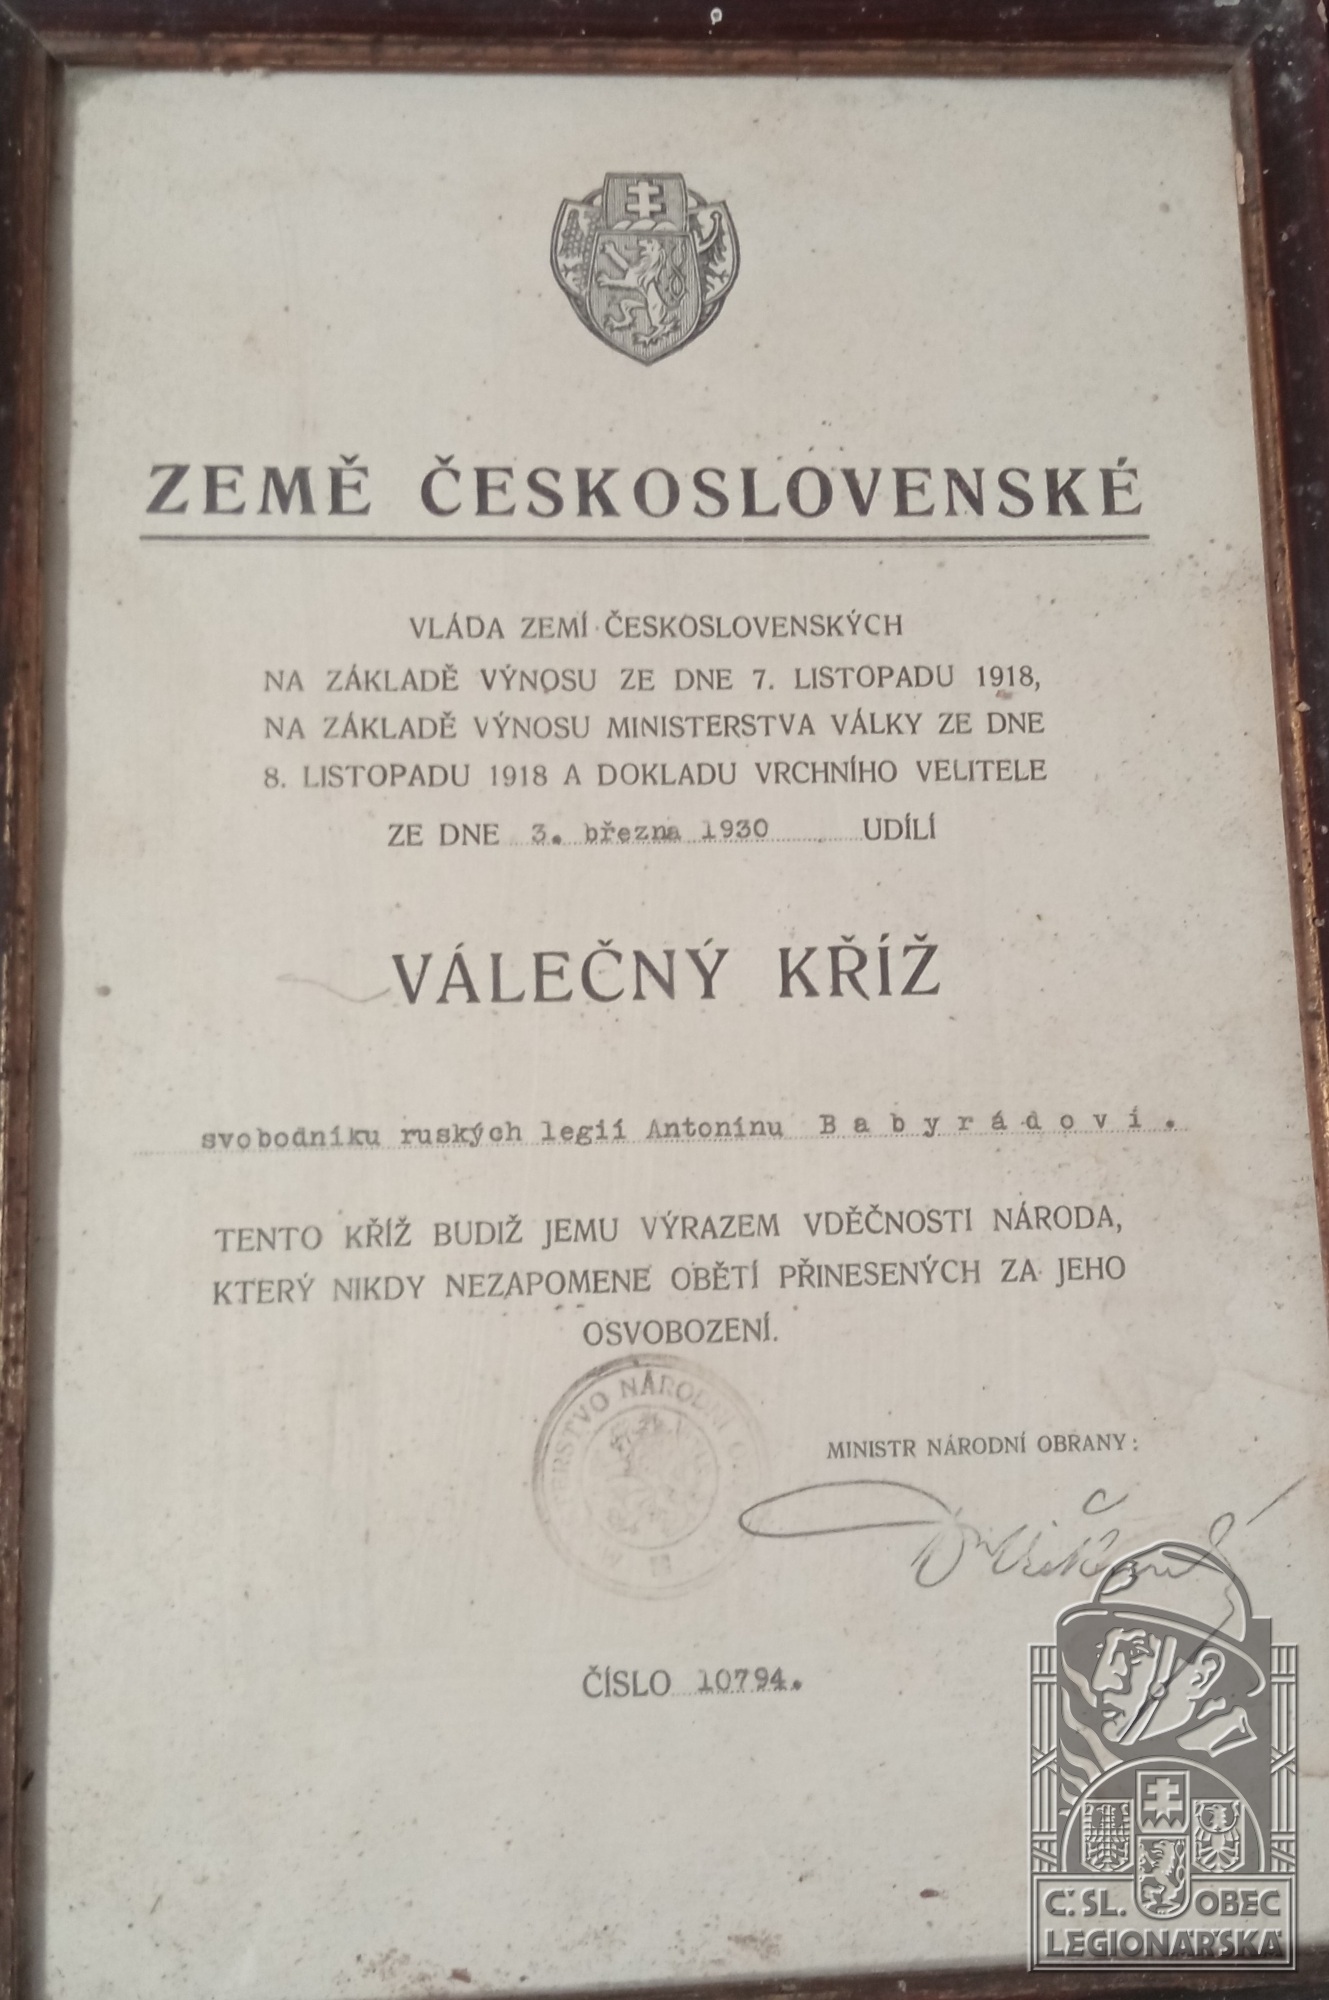 ZEMĚ ČESKOSLOVENSKÉ
VLÁDA ZEMÍ ČESKOSLOVENSKÝCH
NA ZÁKLADĚ VÝNOSU ZE DNE 7. LISTOPADU 1918,
NA ZÁKLADĚ VÝNOSU MINISTERSTVA VÁLKY ZE DNE
8. LISTOPADU 1918 A DOKLADU VRCHNÍHO VELITELE
ZE DNE 3. března 1930 UDÍLÍ
VÁLEČNÝ KŘÍŽ
svobodníku ruských legií Antonínu Babyrádovi.
TENTO KŘÍŽ BUDIŽ JEMU VÝRAZEM VDĚČNOSTI NÁRODA,
KTERÝ NIKDY NEZAPOMENE OBĚTÍ PŘINESENÝCH ZA JEHO
OSVOBOZENÍ.
NÁRODNÍ
MINISTR NÁRODNÍ OBRANY:
ČÍSLO 10794.
Č. SL. OBEC
LEGIONÁŘSKÁ